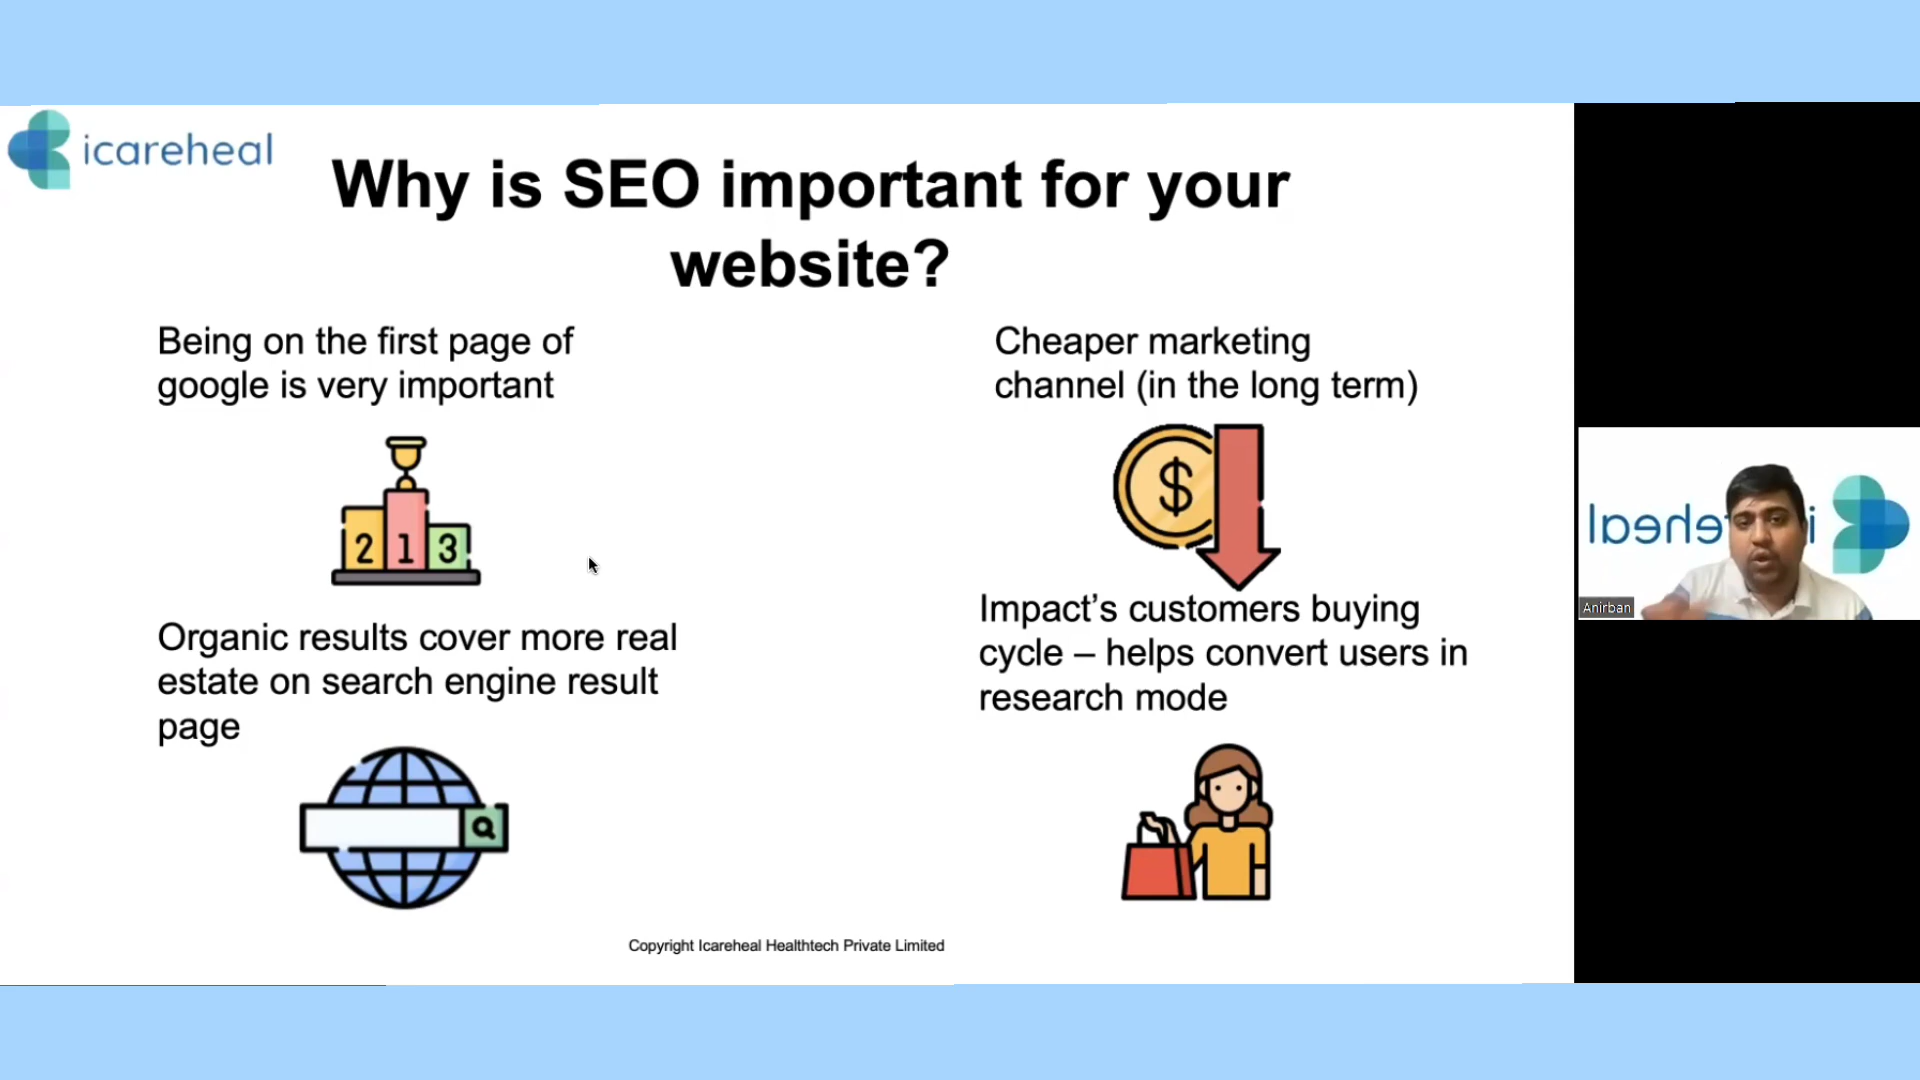 icareheal
Why is SEO important for your
website?
Being on the first page of
google is very important
Cheaper marketing
channel (in the long term)
2 1 3
$
Organic results cover more real
estate on search engine result
page
Impact’s customers buying
cycle – helps convert users in
research mode
Copyright Icareheal Healthtech Private Limited
Anirban